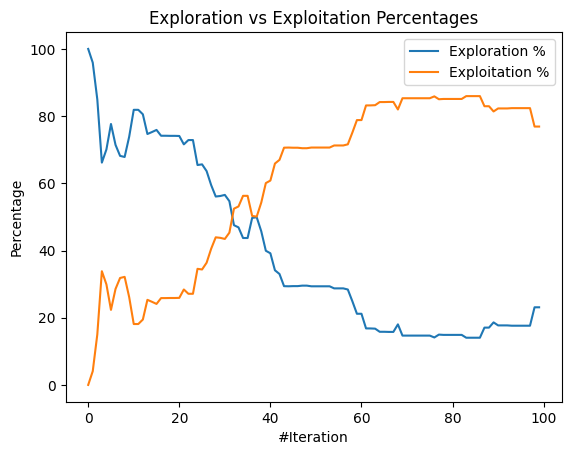 Exploration vs Exploitation Percentages
Exploration %
Exploitation %
Percentage
100
80
60
40
20
0
0
20
40
60
80
100
#Iteration